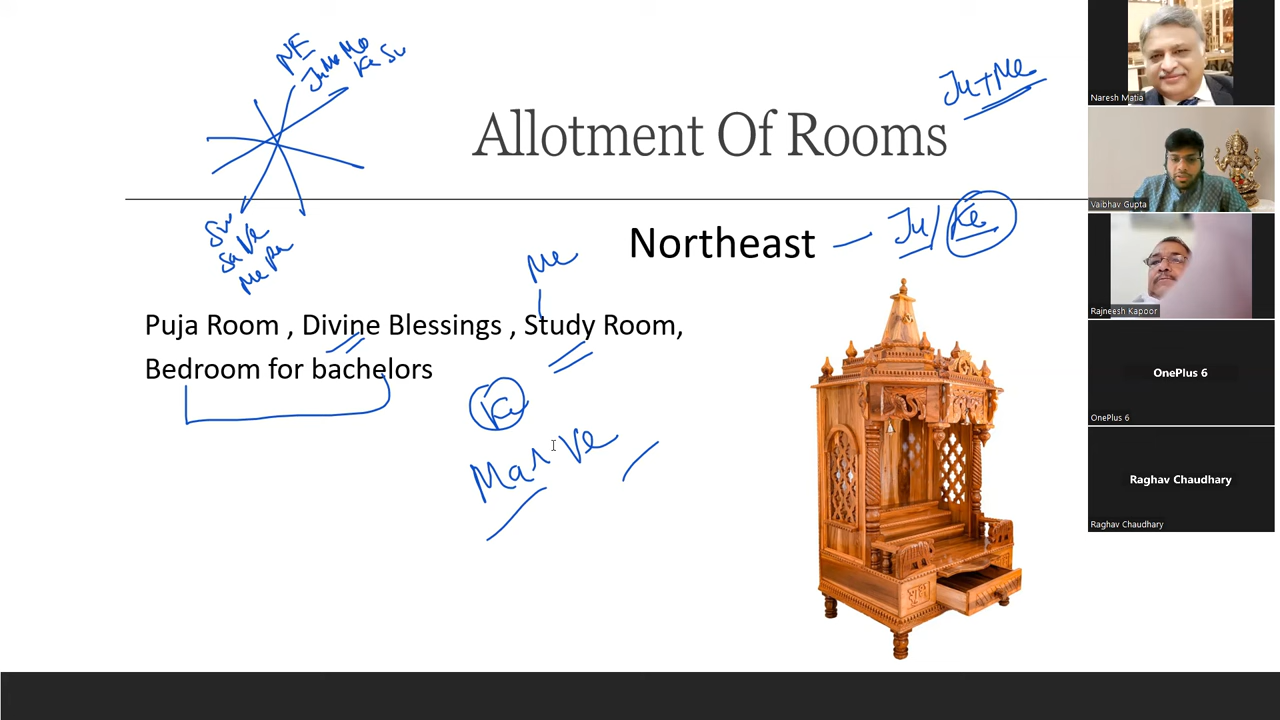 NE
Ju Me Mo
Ke Su
Ju + Me
Allotment Of Rooms
Su
Sa Ve
Me Ra
Northeast – Ju / Ke
Me
Puja Room , Divine Blessings , Study Room,
Bedroom for bachelors
Ke
Mar Ve
Naresh Matia
Vaibhav Gupta
Rajneesh Kapoor
OnePlus 6
OnePlus 6
Raghav Chaudhary
Raghav Chaudhary